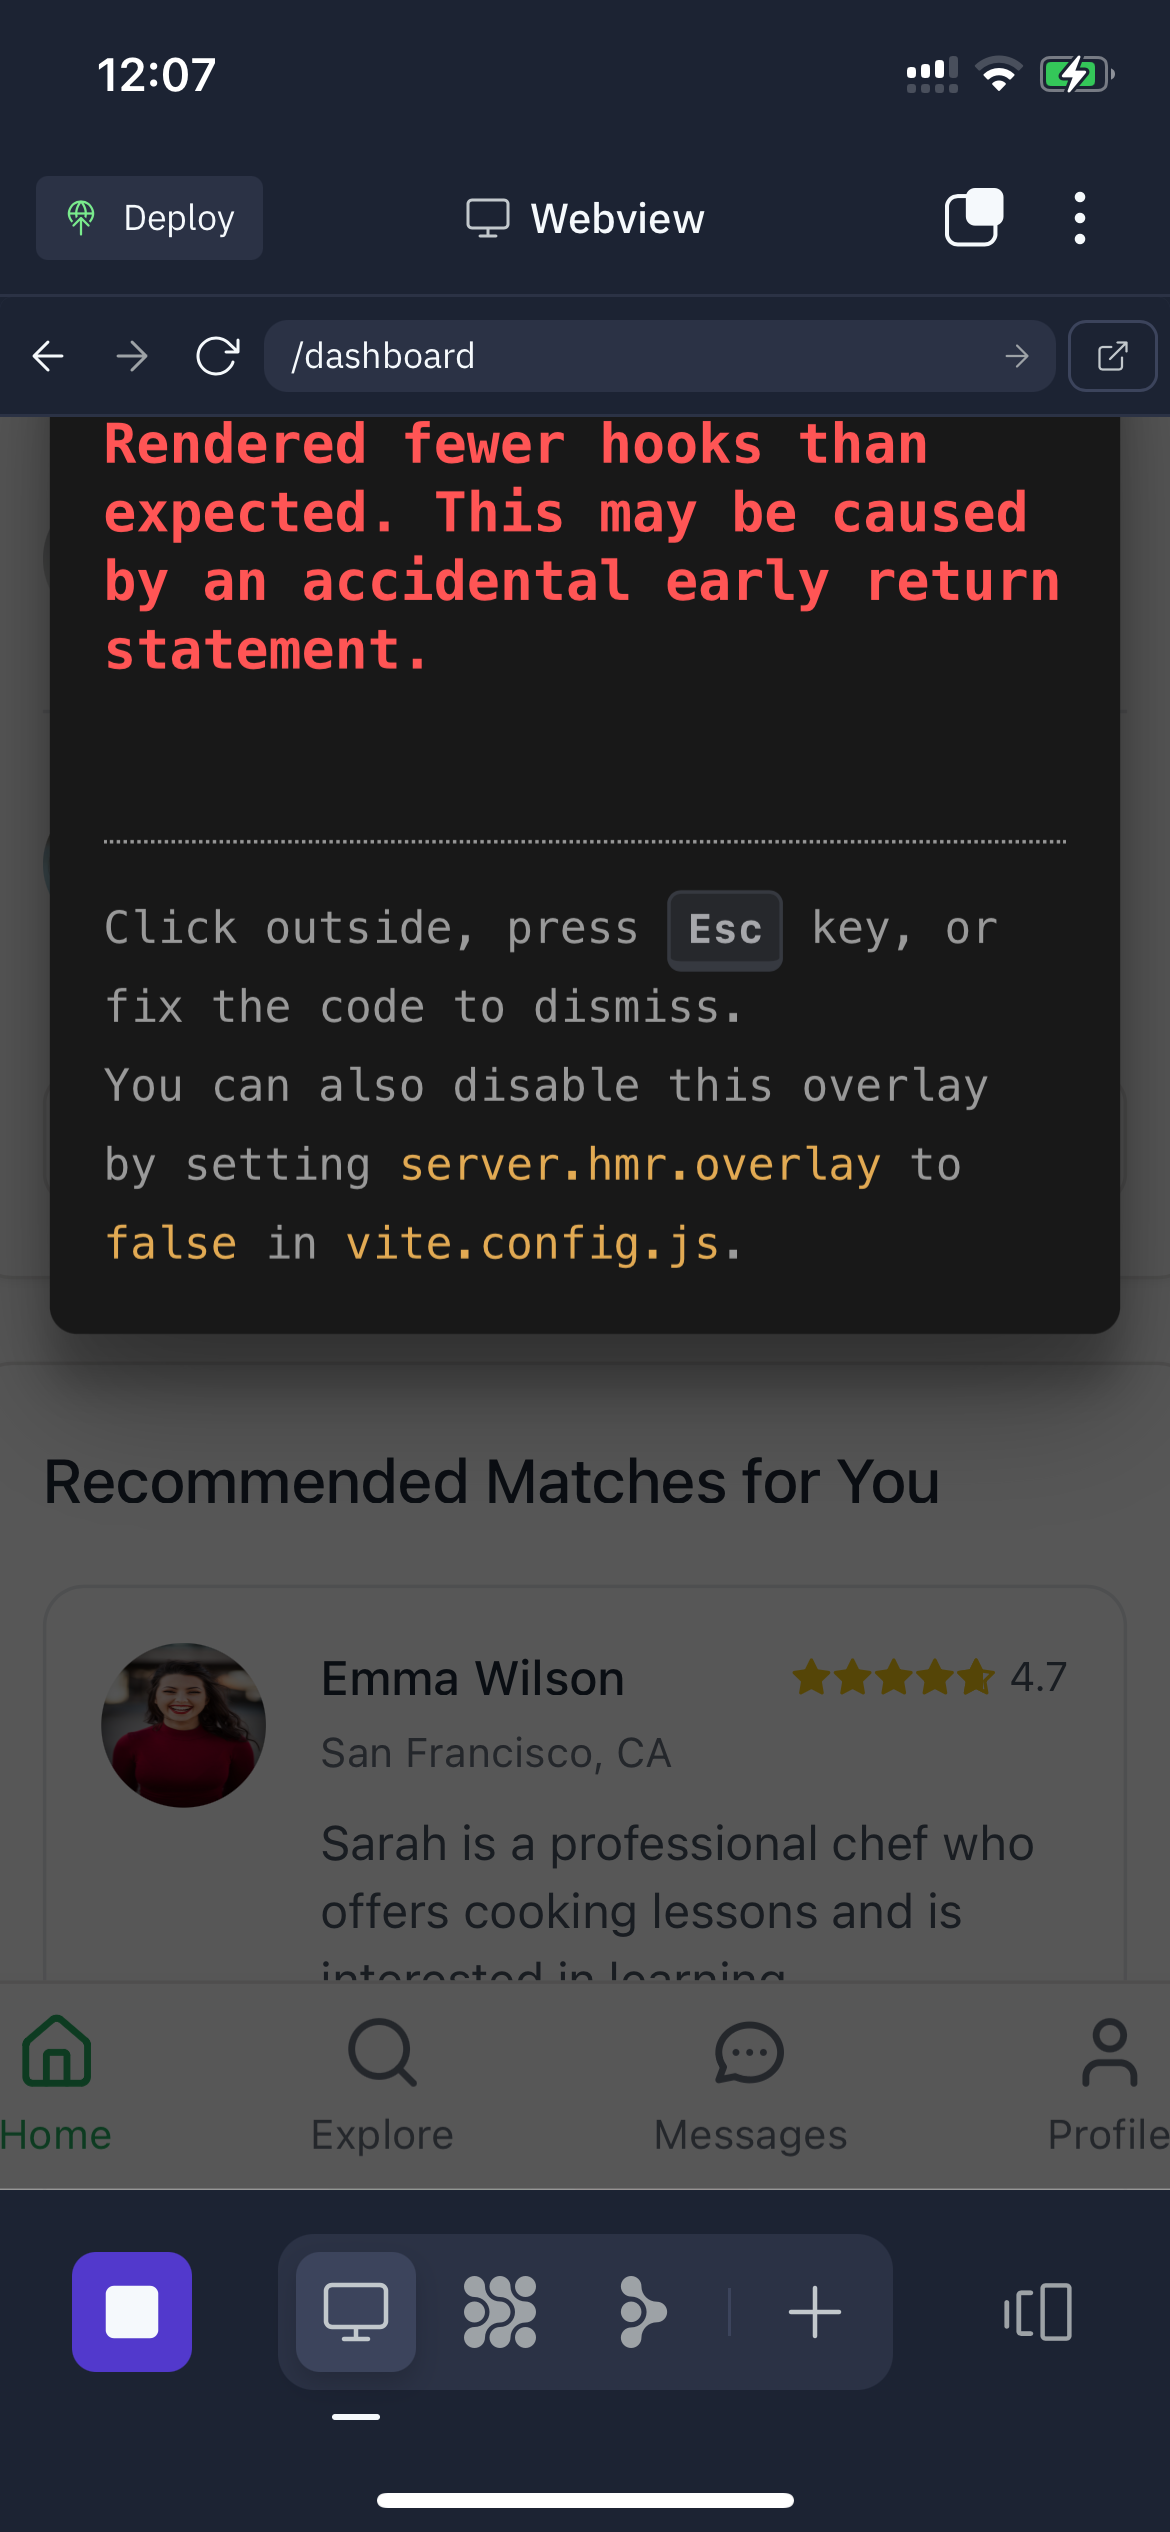 12:07
Deploy
Webview
/dashboard
Rendered fewer hooks than
expected. This may be caused
by an accidental early return
statement.
Click outside, press Esc key, or
fix the code to dismiss.
You can also disable this overlay
by setting server.hmr.overlay to
false in vite.config.js.
Recommended Matches for You
Emma Wilson 4.7
San Francisco, CA
Sarah is a professional chef who
offers cooking lessons and is
interested in learning
Home Explore Messages Profile